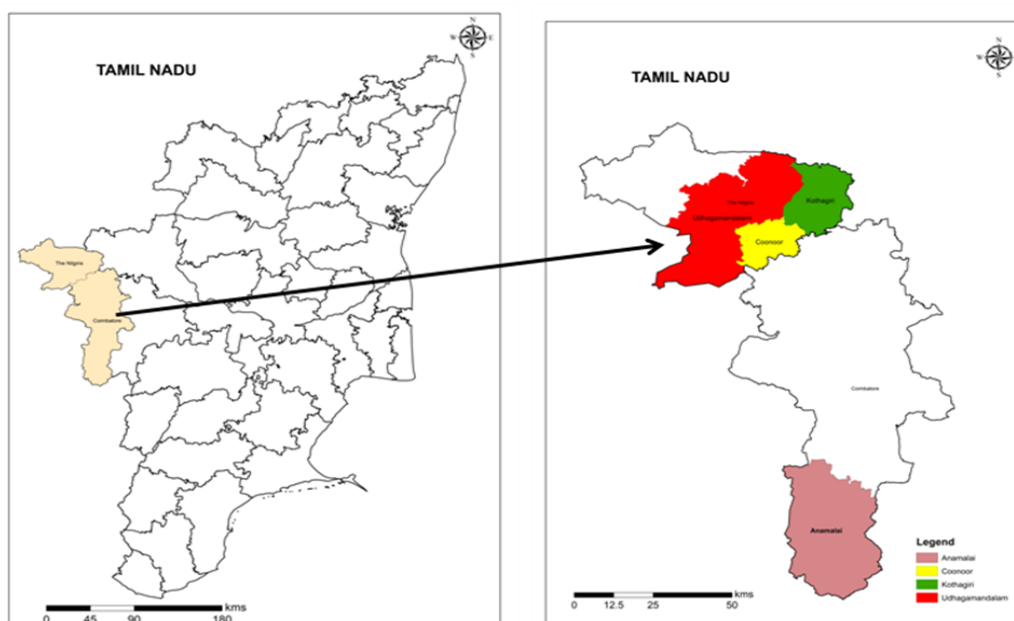 N
W E
S
TAMIL NADU
The Nilgiris
Coimbatore
kms
0 45 90 180
N
W E
S
TAMIL NADU
The Nilgiris
Udhagamandalam
Kothagiri
Coonoor
Coimbatore
Anamalai
Legend
Anamalai
Coonoor
Kothagiri
Udhagamandalam
kms
0 12.5 25 50